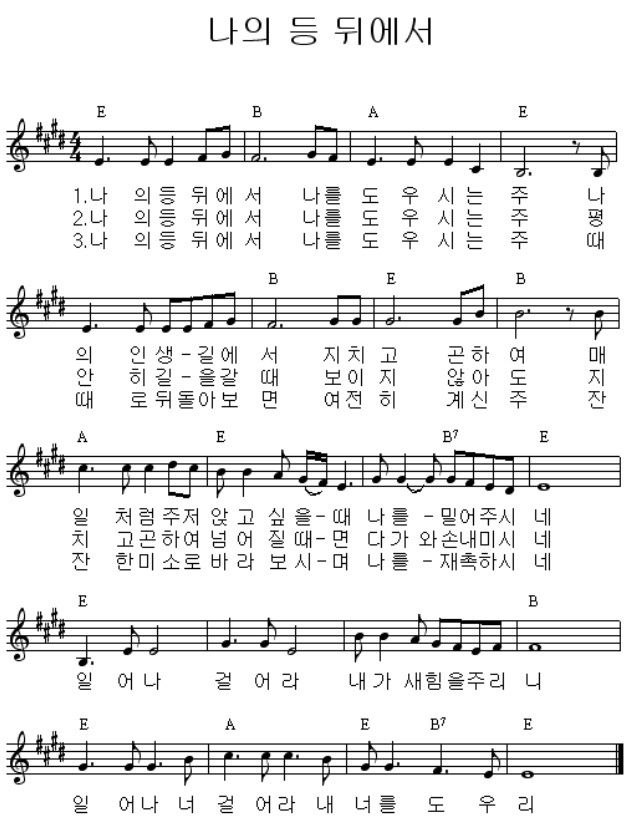 나의 등 뒤에서
E B A E
4 4
1.나 의등 뒤에서 나를 도 우 시 는 주 나
2.나 의등 뒤에서 나를 도 우 시 는 주 평
3.나 의등 뒤에서 나를 도 우 시 는 주 때
B E B
의 인 생-길에 서 지치 고 곤하 여 매
안 히 길-을갈 때 보이 지 않아 도 지
때 로 뒤돌아보 면 여전 히 계신 주 잔
A E B7 E
일 처 럼 주저 앉 고 싶 을-때 나 를 -밀어주시 네
치 고 곤하여 넘 어 질 때-면 다 가 와손내미시 네
잔 한 미 소로 바 라 보 시-며 나 를 -재촉하시 네
E B
일 어 나 걸 어 라 내 가 새힘을주리 니
E A E B7 E
일 어 나 너 걸 어 라 내 너 를 도 우 리